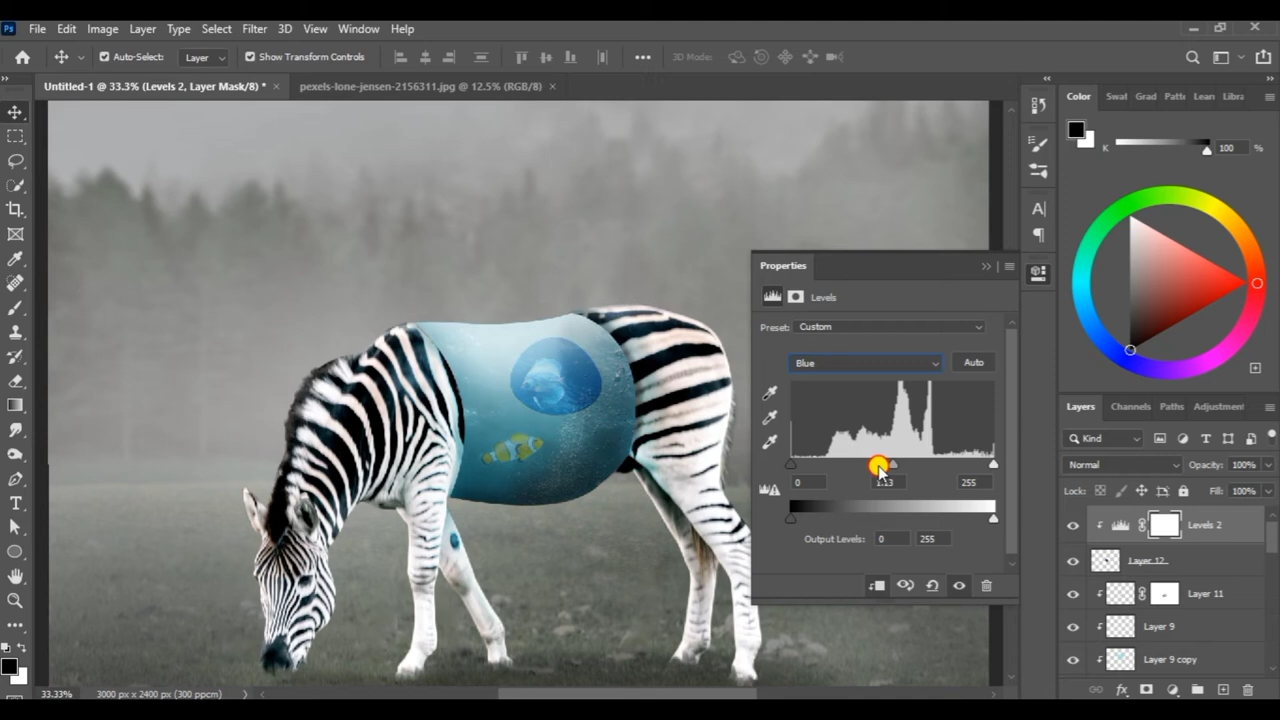 Ps File Edit Image Layer Type Select Filter 3D View Window Help
Auto-Select: Layer Show Transform Controls 3D Mode:
Untitled-1 @ 33.3% (Levels 2, Layer Mask/8) * × pexels-lone-jensen-2156311.jpg @ 12.5% (RGB/8) ×
Color Swat Grad Patt Lean Libra
K 100 %
Properties
Levels
Preset: Custom
Blue Auto
0 255
Output Levels: 0 255
Layers Channels Paths Adjustment
Kind
Normal Opacity: 100%
Lock: Fill: 100%
Levels 2
Layer 12
Layer 11
Layer 9
Layer 9 copy
33.33% 3000 px x 2400 px (300 ppcm)